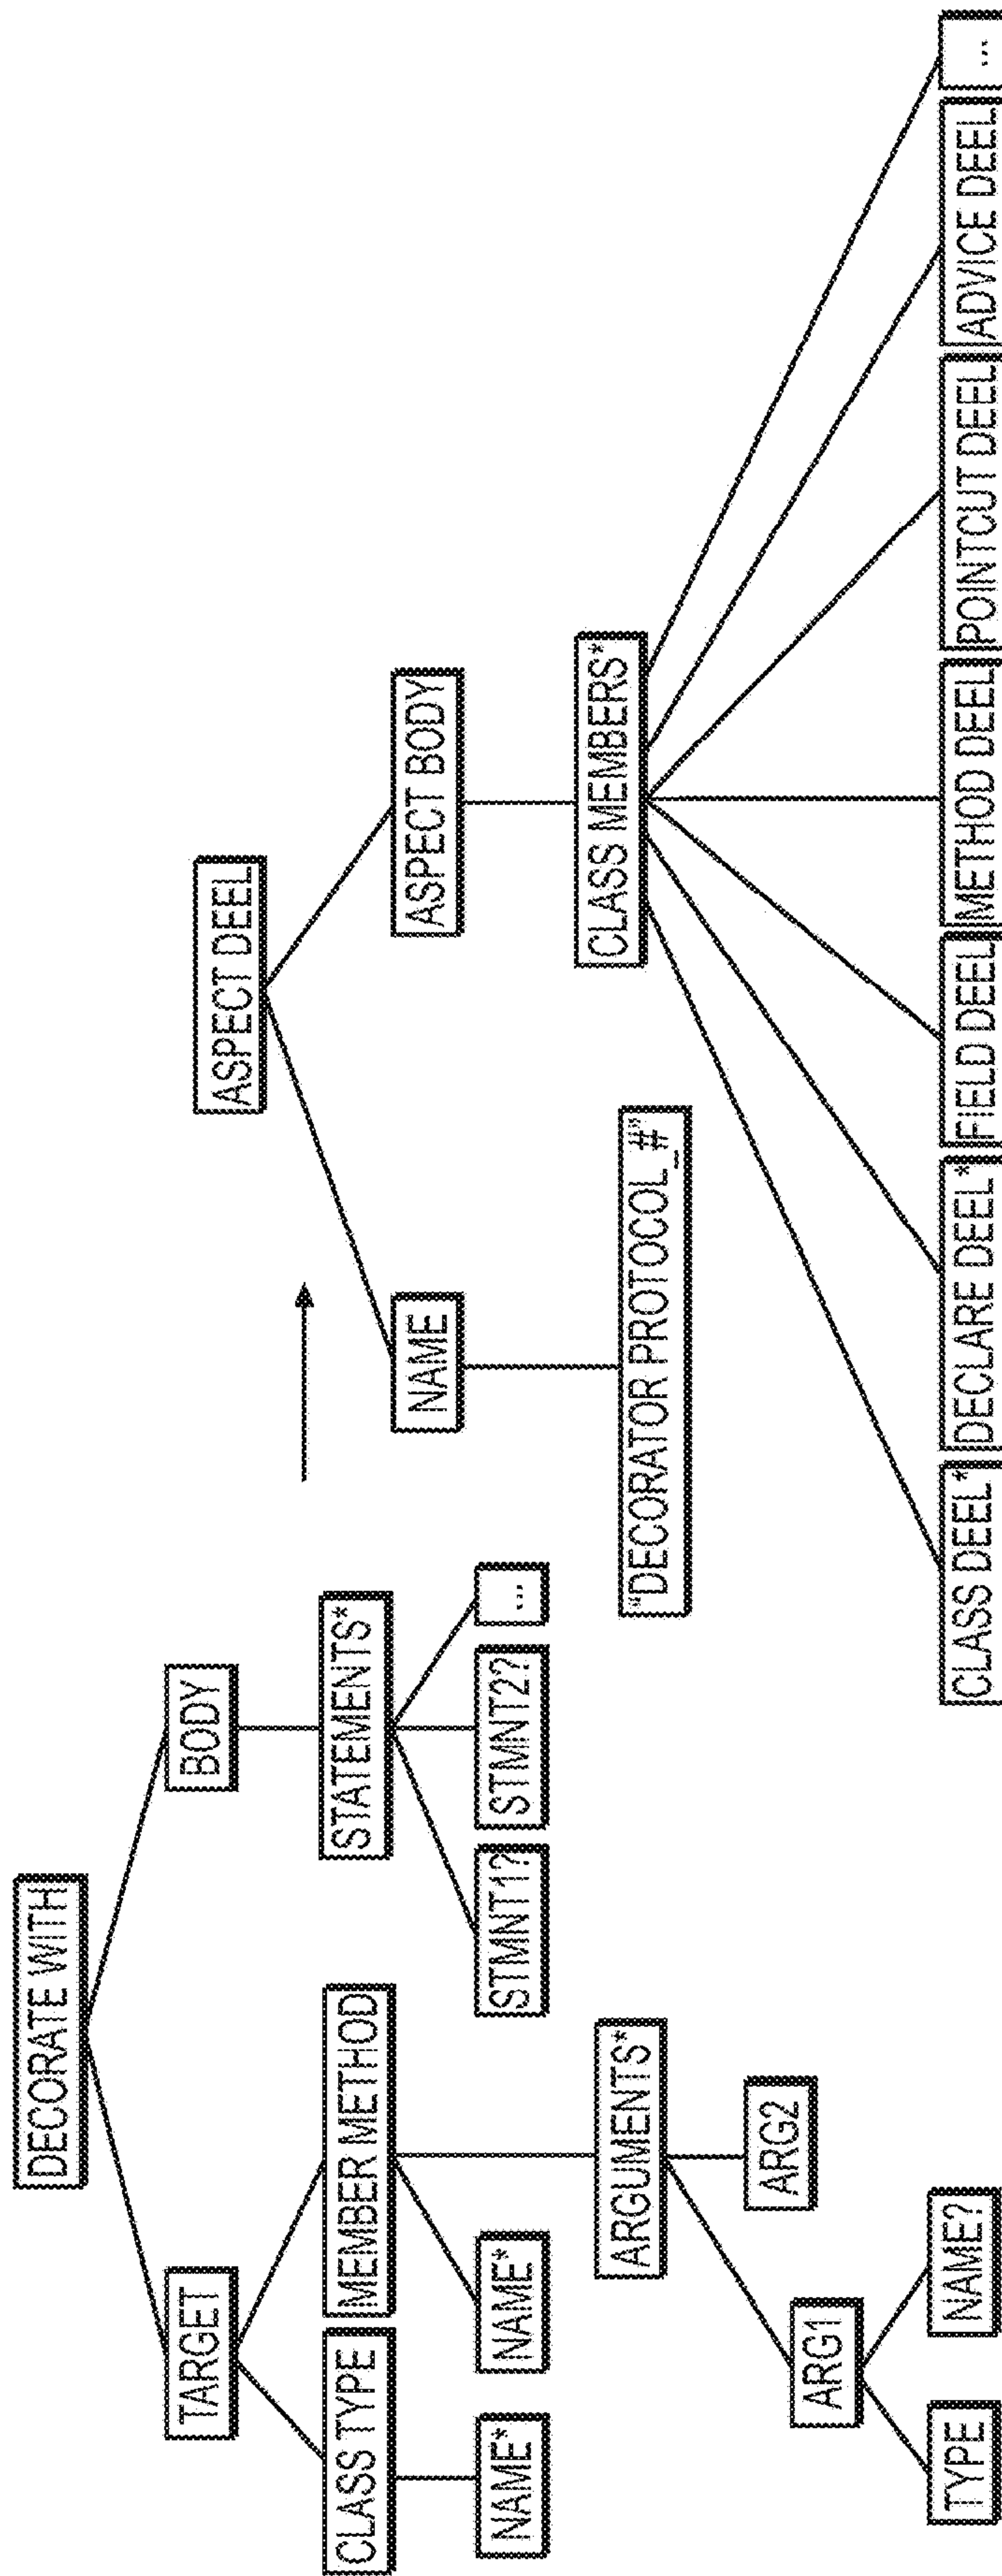 DECORATE WITH
TARGET
BODY
CLASS TYPE
MEMBER METHOD
STATEMENTS*
NAME*
NAME*
STMNT1?
STMNT2?
...
ARGUMENTS*
ARG1
ARG2
TYPE
NAME?
ASPECT DEEL
NAME
ASPECT BODY
"DECORATOR PROTOCOL_#"
CLASS MEMBERS*
CLASS DEEL*
DECLARE DEEL*
FIELD DEEL
METHOD DEEL
POINTCUT DEEL
ADVICE DEEL
...